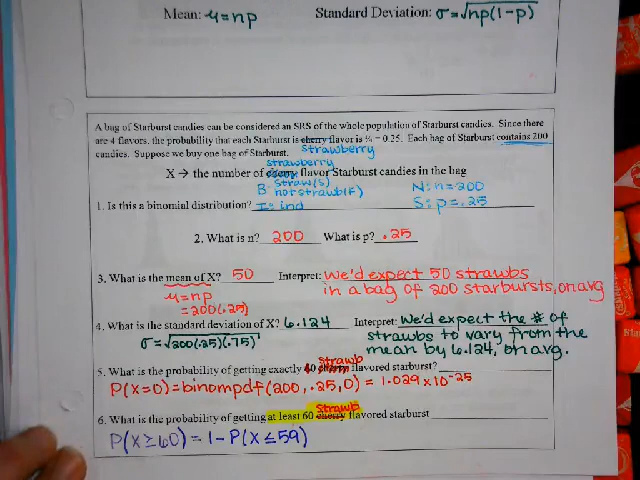 Mean: μ=np Standard Deviation: σ=√np(1-p)
A bag of Starburst candies can be considered an SRS of the whole population of Starburst candies. Since there
are 4 flavors, the probability that each Starburst is cherry flavor is ¼ = 0.25. Each bag of Starburst contains 200
candies. Suppose we buy one bag of Starburst. strawberry
strawberry
X → the number of cherry flavor Starburst candies in the bag
B: straw(S) N: n=200
not strawb(F)
1. Is this a binomial distribution? I: ind S: p=.25
2. What is n? 200 What is p? .25
3. What is the mean of X? 50 Interpret: We'd expect 50 strawbs
μ=np in a bag of 200 starbursts, on avg
=200(.25)
4. What is the standard deviation of X? 6.124 Interpret: We'd expect the # of
σ=√200(.25)(.75) strawbs to vary from the
mean by 6.124, on avg.
strawb
5. What is the probability of getting exactly 0 cherry flavored starburst?
P(X=0)=binompdf(200, .25, 0) = 1.029 x 10^-25
strawb
6. What is the probability of getting at least 60 cherry flavored starburst
P(X≥60) = 1-P(X≤59)